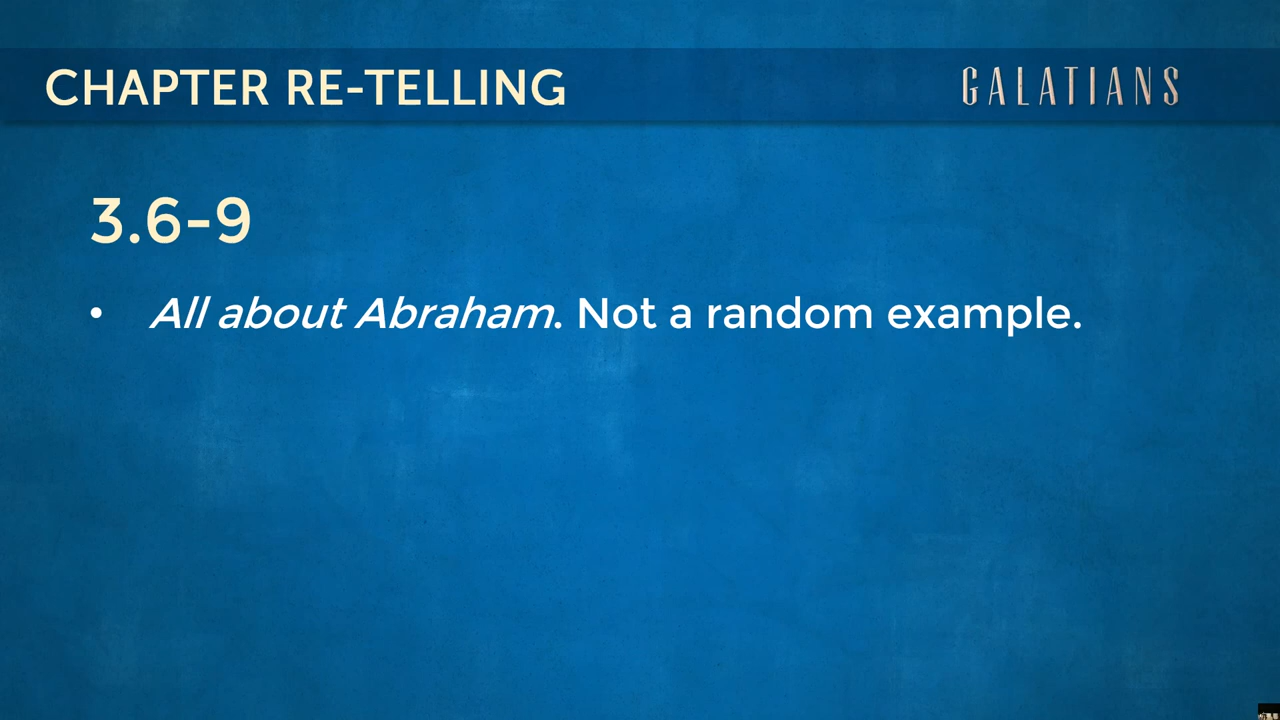 CHAPTER RE-TELLING
GALATIANS
3.6-9
• All about Abraham. Not a random example.